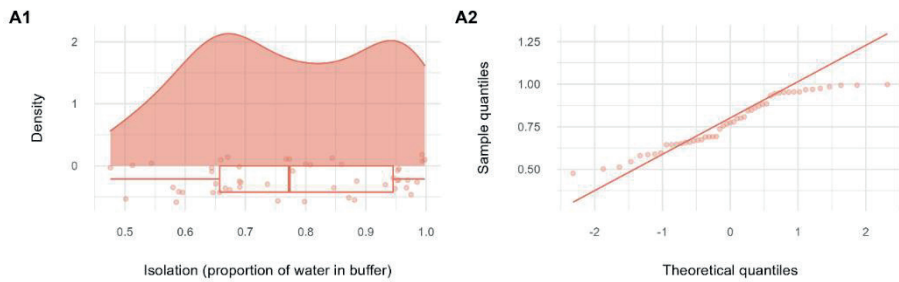 A1
2
1
0
Density
0.5 0.6 0.7 0.8 0.9 1.0
Isolation (proportion of water in buffer)
A2
1.25
1.00
0.75
0.50
Sample quantiles
-2 -1 0 1 2
Theoretical quantiles